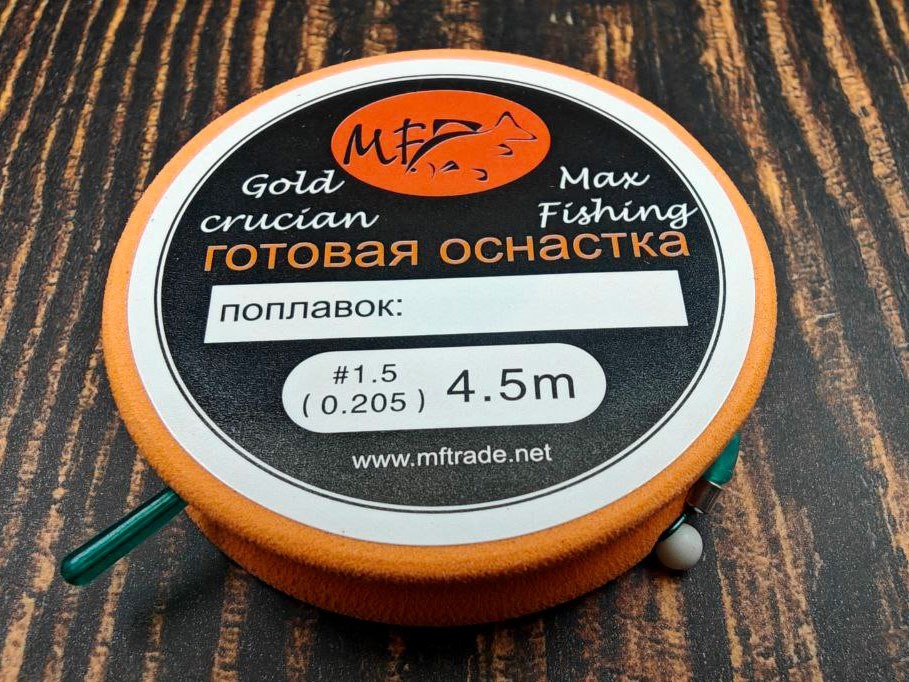 MF
Gold Max
crucian Fishing
готовая оснастка
поплавок:
#1.5
(0.205) 4.5m
www.mftrade.net